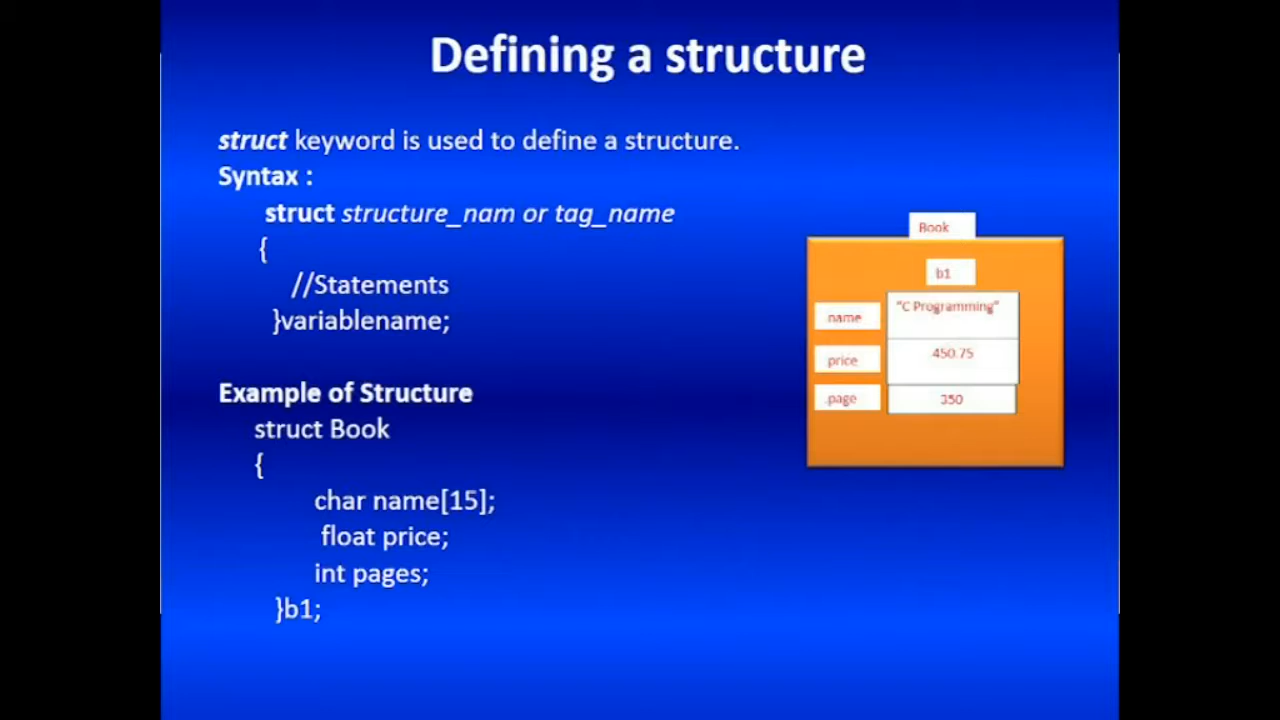 Defining a structure
struct keyword is used to define a structure.
Syntax :
struct structure_nam or tag_name
{
//Statements
}variablename;
Example of Structure
struct Book
{
char name[15];
float price;
int pages;
}b1;
Book
b1
name
"C Programming"
price
450.75
.page
350